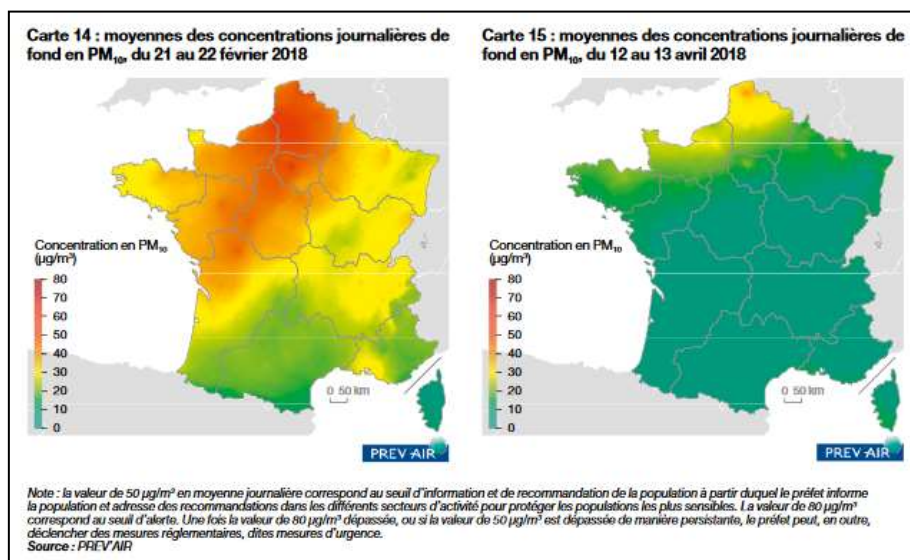 Carte 14 : moyennes des concentrations journalières de
fond en PM₁₀, du 21 au 22 février 2018
Concentration en PM₁₀
(μg/m³)
80
70
60
50
40
30
20
10
0
0 50 km
PREV'AIR
Carte 15 : moyennes des concentrations journalières de
fond en PM₁₀, du 12 au 13 avril 2018
Concentration en PM₁₀
(μg/m³)
80
70
60
50
40
30
20
10
0
0 50 km
PREV'AIR
Note : la valeur de 50 μg/m³ en moyenne journalière correspond au seuil d'information et de recommandation de la population à partir duquel le préfet informe
la population et adresse des recommandations dans les différents secteurs d'activité pour protéger les populations les plus sensibles. La valeur de 80 μg/m³
correspond au seuil d'alerte. Une fois la valeur de 80 μg/m³ dépassée, ou si la valeur de 50 μg/m³ est dépassée de manière persistante, le préfet peut, en outre,
déclencher des mesures réglementaires, dites mesures d'urgence.
Source : PREV'AIR